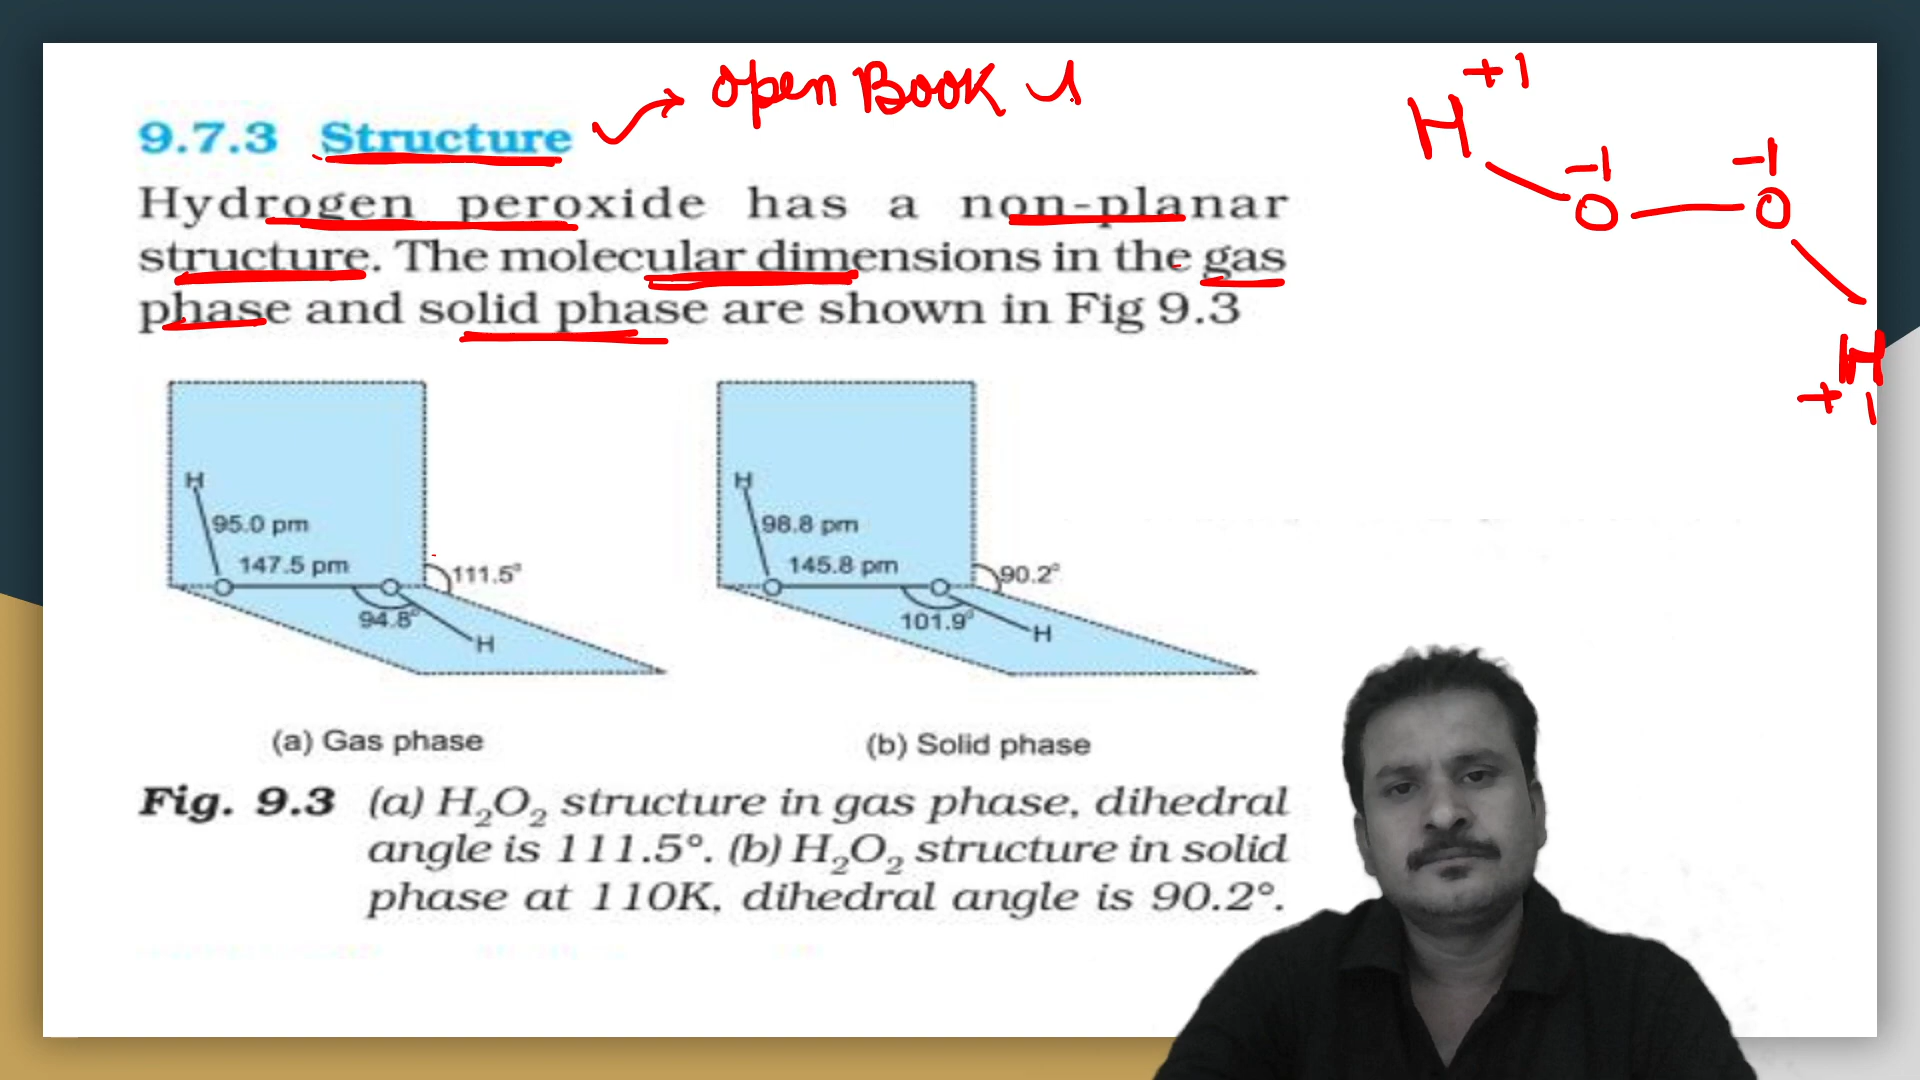 open Book
9.7.3 Structure
Hydrogen peroxide has a non-planar
structure. The molecular dimensions in the gas
phase and solid phase are shown in Fig 9.3
+1
H
-1
-1
O
O
H
+1
H
95.0 pm
147.5 pm
111.5°
94.8°
H
H
98.8 pm
145.8 pm
90.2°
101.9°
H
(a) Gas phase
(b) Solid phase
Fig. 9.3 (a) H₂O₂ structure in gas phase, dihedral
angle is 111.5°. (b) H₂O₂ structure in solid
phase at 110K, dihedral angle is 90.2°.